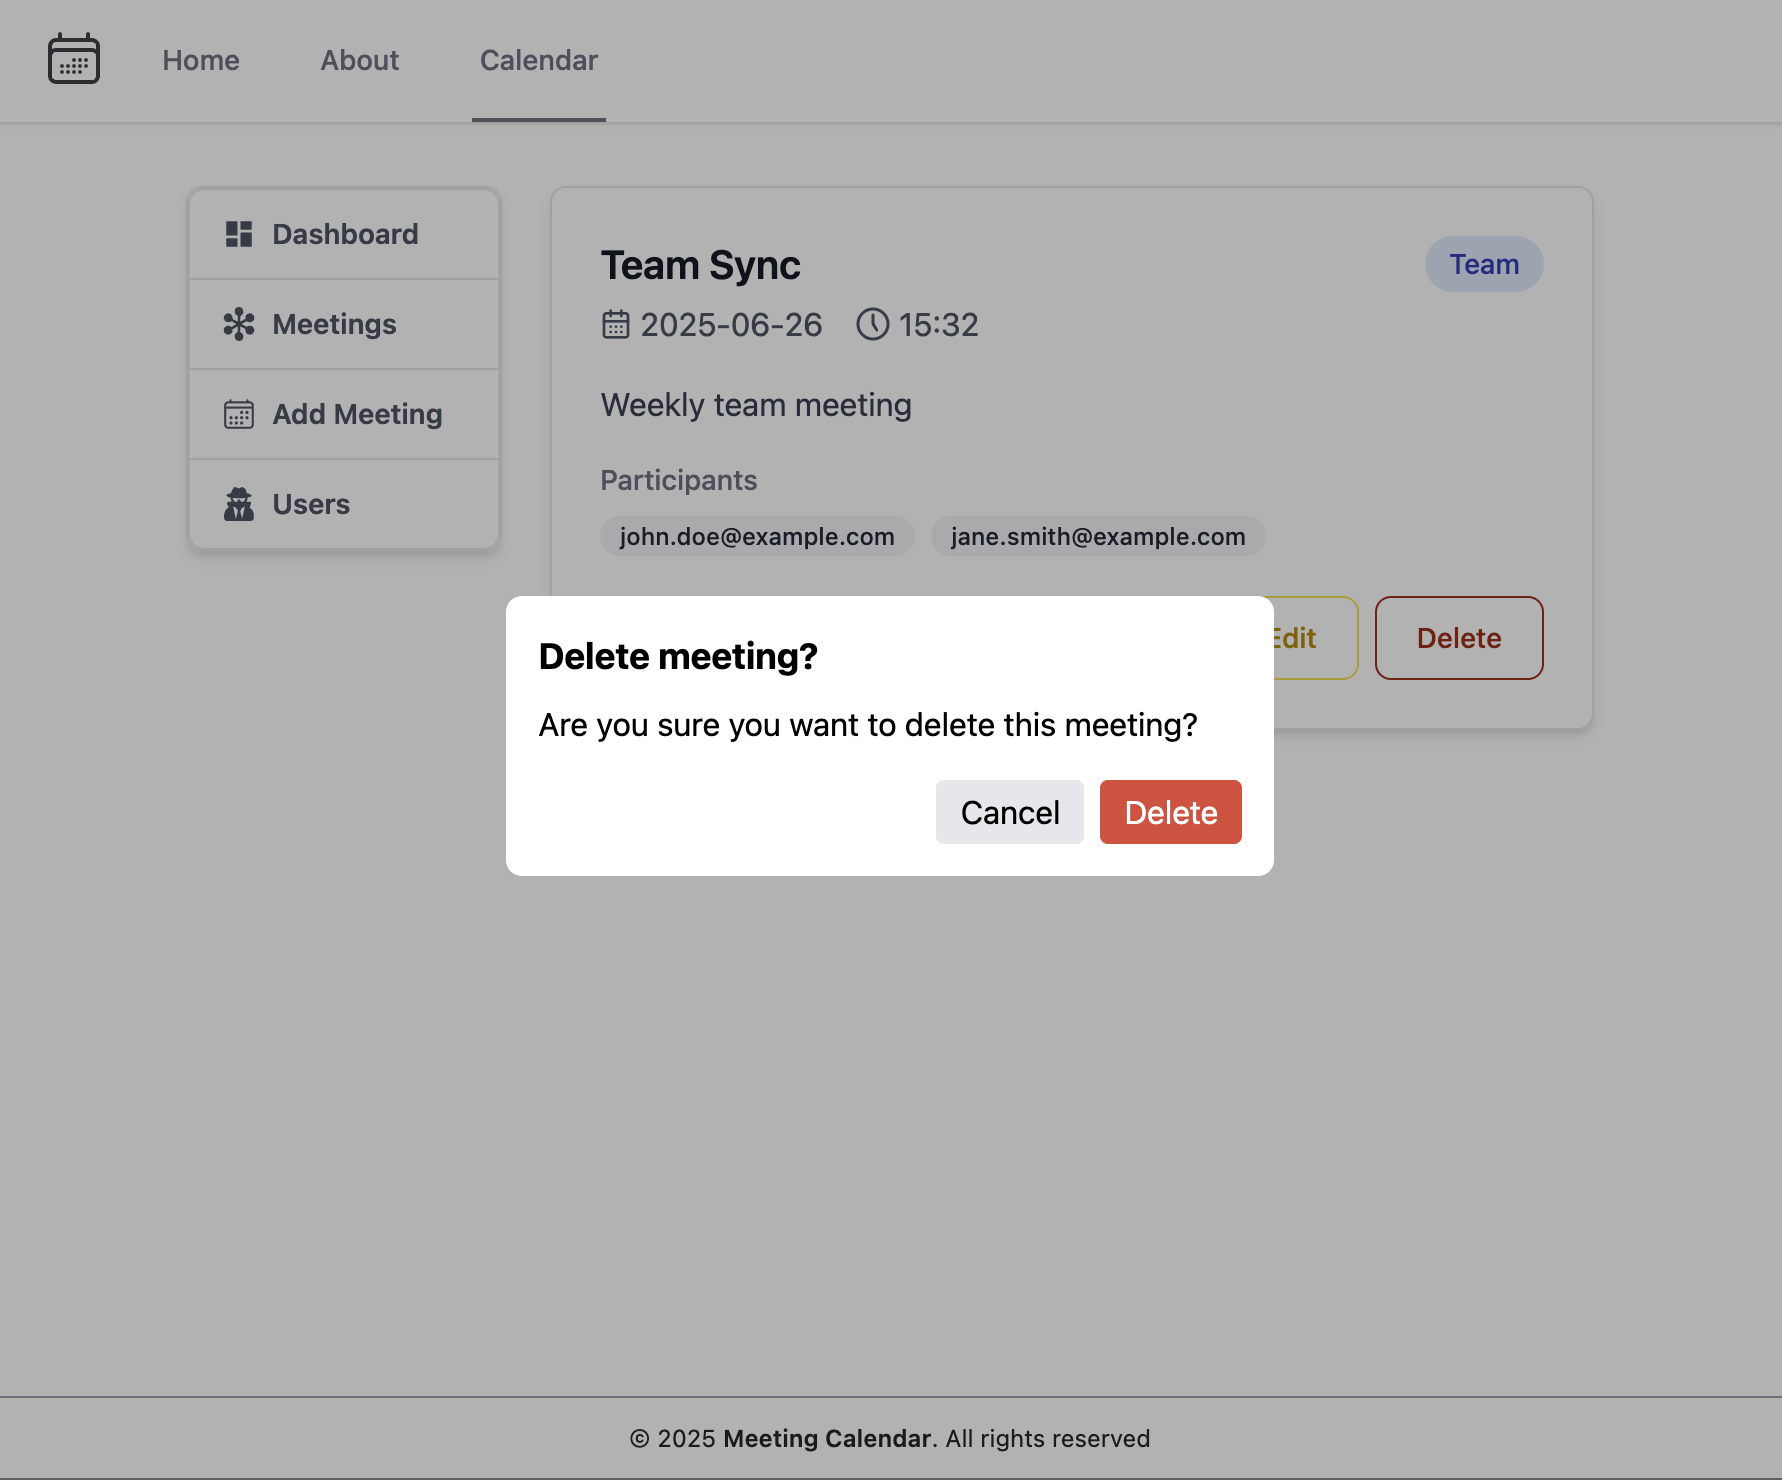 Home About Calendar
Dashboard
Meetings
Add Meeting
Users
Team Sync
Team
2025-06-26 15:32
Weekly team meeting
Participants
john.doe@example.com jane.smith@example.com
Edit Delete
Delete meeting?
Are you sure you want to delete this meeting?
Cancel Delete
© 2025 Meeting Calendar. All rights reserved